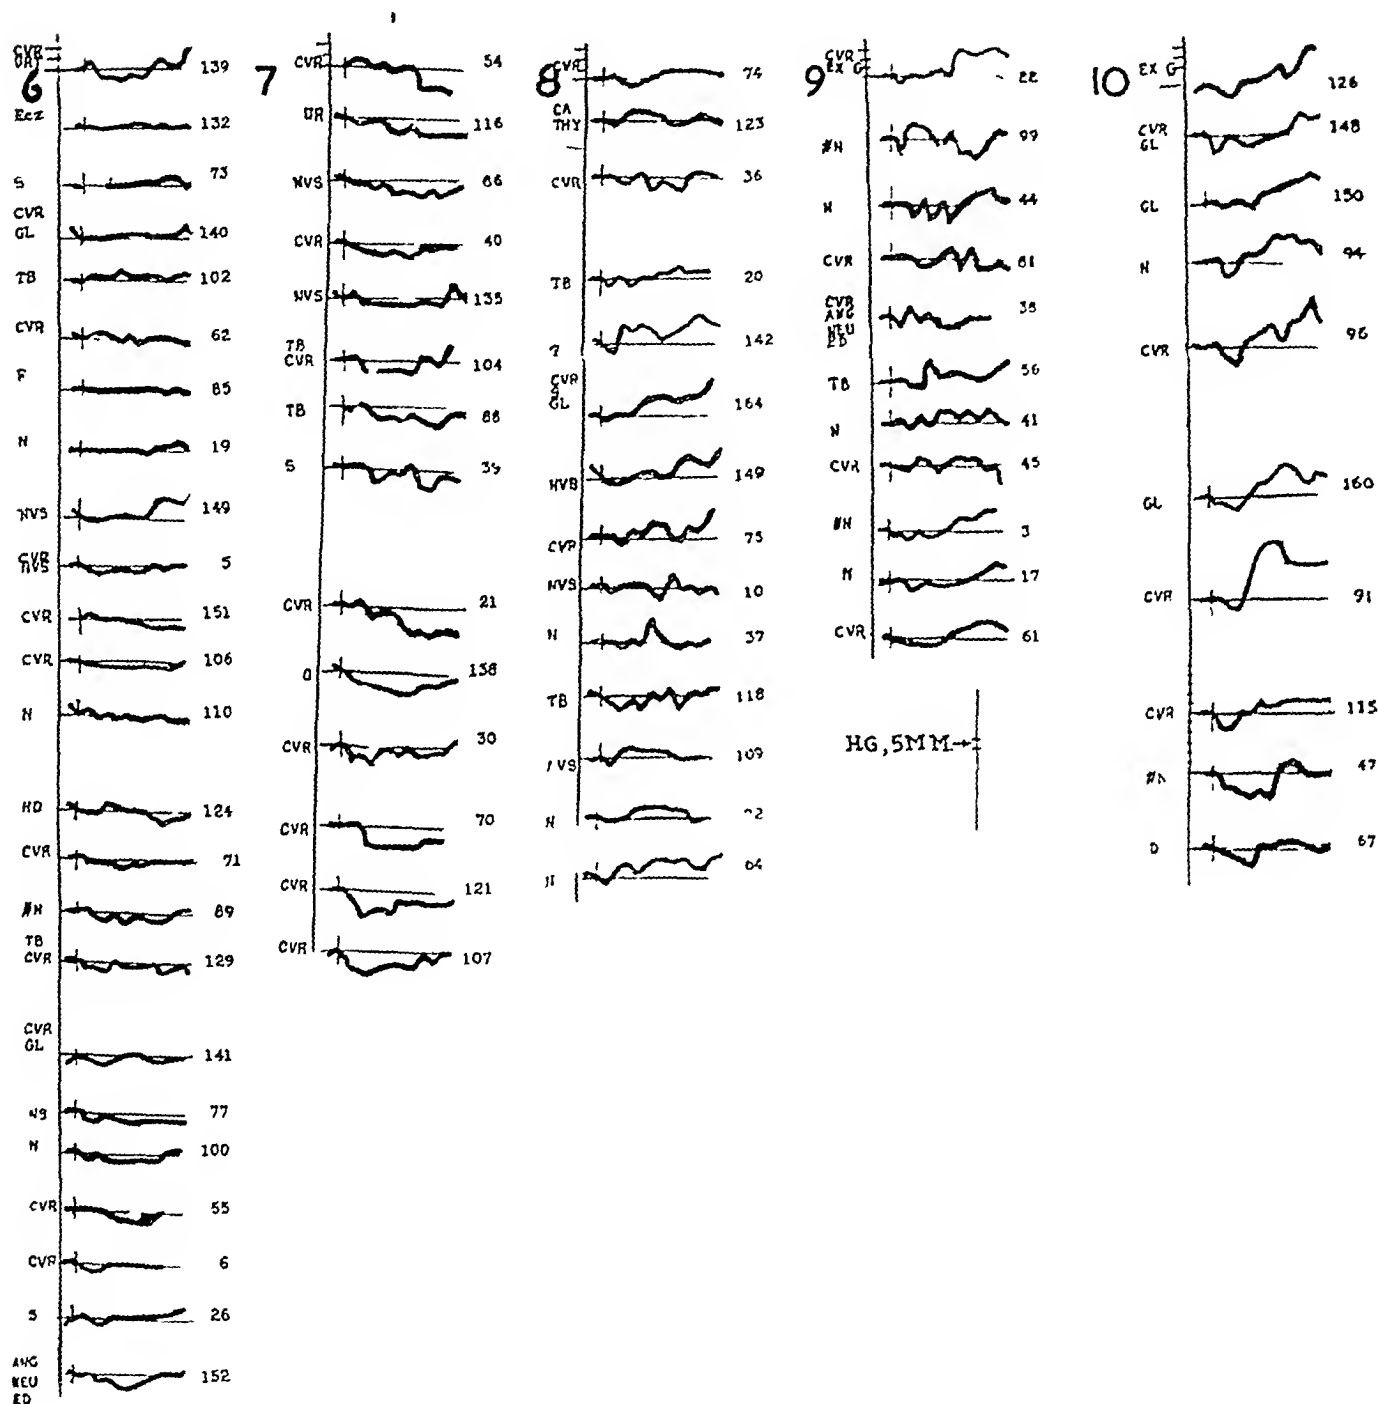 6
139
Ecz 132
S 73
CVR
GL 140
TB 102
CVR 62
F 85
N 19
NVS 149
CVR
NVS 5
CVR 151
CVR 106
N 110
HD 124
CVR 71
#N 89
TB
CVR 129
CVR
GL 141
77
N 100
CVR 55
CVR 6
S 26
ANG
NEU
ED 152
7
CVR 54
116
NVS 66
CVR 40
NVS 135
TB
CVR 104
TB 88
S 39
CVR 21
138
CVR 30
CVR 70
CVR 121
CVR 107
8
CVR 74
CA
THY 123
CVR 36
TB 20
142
CVR
S
GL 164
149
CVR 75
NVS 10
N 37
TB 118
VS 109
N
64
9
CVR
EX G 22
#N 99
N 44
CVR 81
CVR
ANG
NEU
ED 38
TB 56
N 41
CVR 45
#N 3
N 17
CVR 61
HG,5MM→
10
EX G 126
CVR
GL 148
GL 150
N 94
CVR 96
GL 160
CVR 91
CVR 115
47
D 67